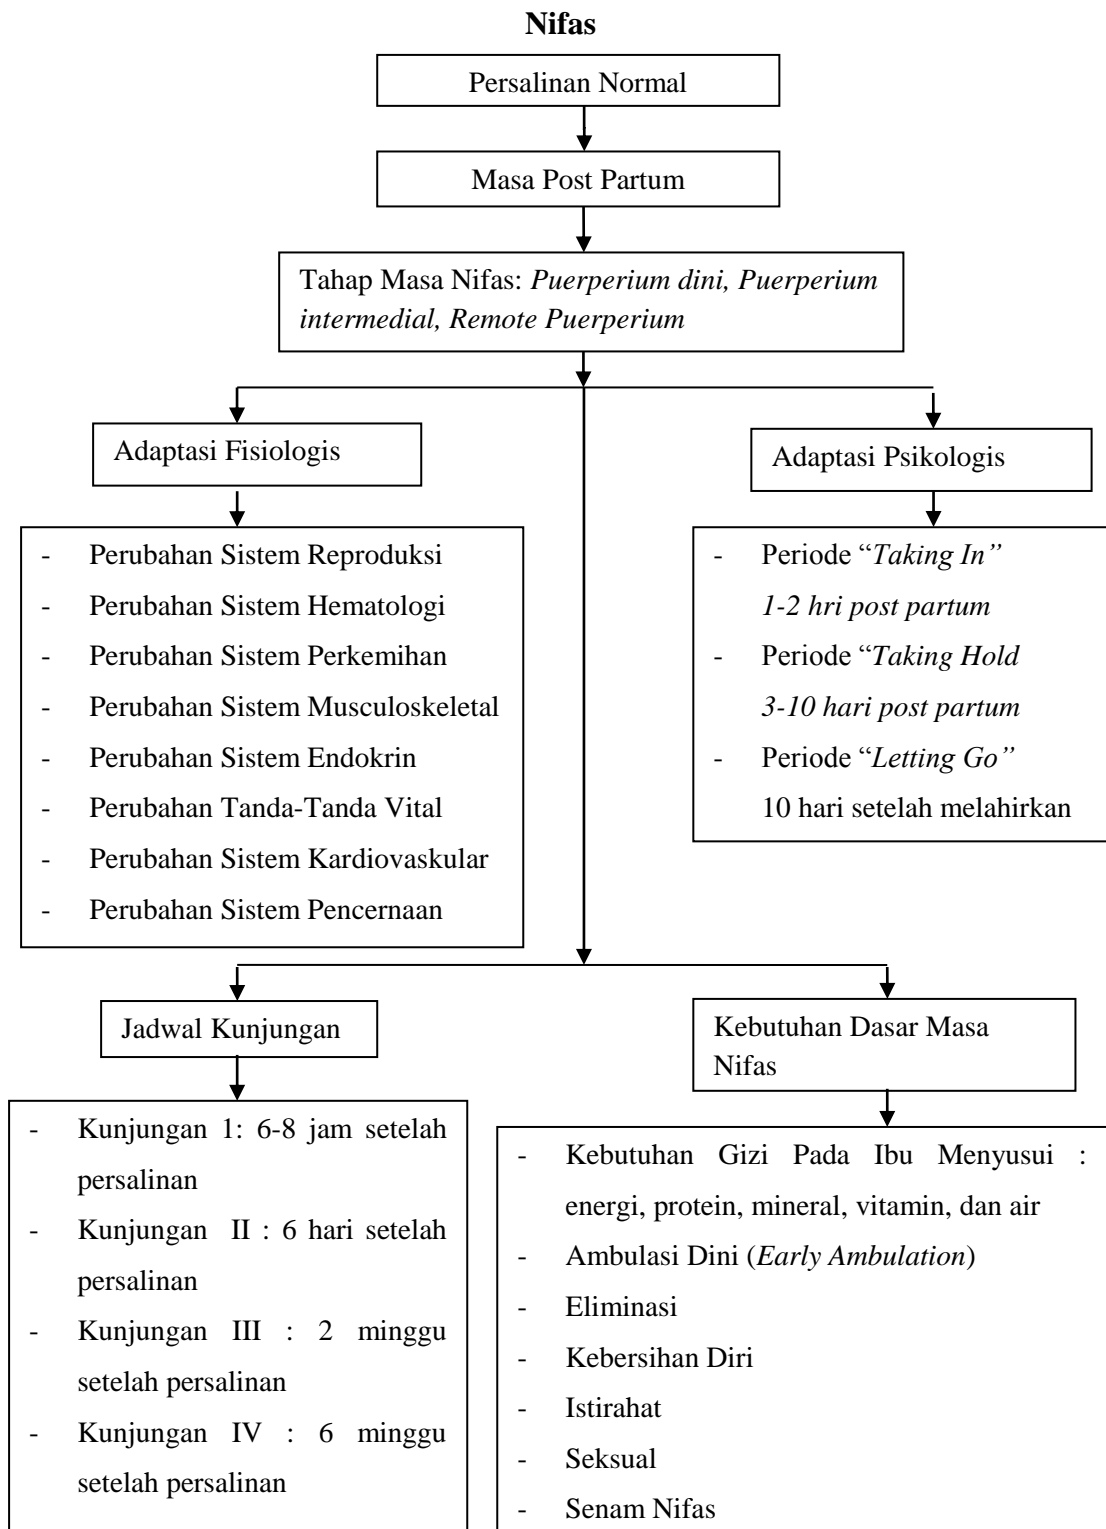 Nifas
Persalinan Normal
Masa Post Partum
Tahap Masa Nifas: Puerperium dini, Puerperium
intermedial, Remote Puerperium
Adaptasi Fisiologis
Adaptasi Psikologis
- Perubahan Sistem Reproduksi
- Perubahan Sistem Hematologi
- Perubahan Sistem Perkemihan
- Perubahan Sistem Musculoskeletal
- Perubahan Sistem Endokrin
- Perubahan Tanda-Tanda Vital
- Perubahan Sistem Kardiovaskular
- Perubahan Sistem Pencernaan
- Periode “Taking In”
1-2 hri post partum
- Periode “Taking Hold
3-10 hari post partum
- Periode “Letting Go”
10 hari setelah melahirkan
Jadwal Kunjungan
Kebutuhan Dasar Masa
Nifas
- Kunjungan 1: 6-8 jam setelah
persalinan
- Kunjungan II : 6 hari setelah
persalinan
- Kunjungan III : 2 minggu
setelah persalinan
- Kunjungan IV : 6 minggu
setelah persalinan
- Kebutuhan Gizi Pada Ibu Menyusui :
energi, protein, mineral, vitamin, dan air
- Ambulasi Dini (Early Ambulation)
- Eliminasi
- Kebersihan Diri
- Istirahat
- Seksual
- Senam Nifas